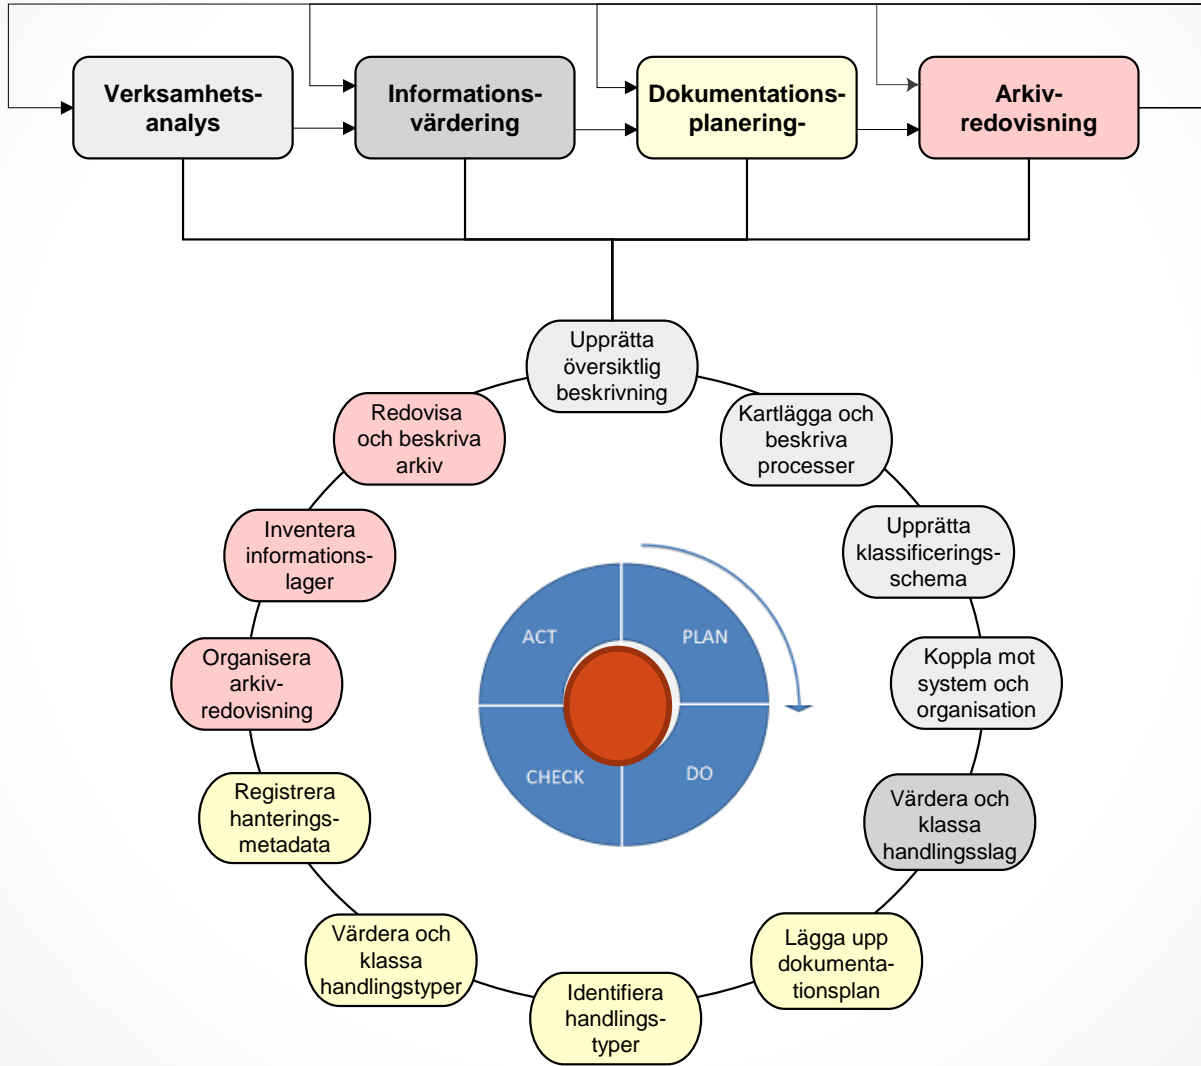 Verksamhets-
analys
Informations-
värdering
Dokumentations-
planering-
Arkiv-
redovisning
Upprätta
översiktlig
beskrivning
Kartlägga och
beskriva
processer
Upprätta
klassificerings-
schema
Koppla mot
system och
organisation
Värdera och
klassa
handlingsslag
Lägga upp
dokumenta-
tionsplan
Identifiera
handlings-
typer
Värdera och
klassa
handlingstyper
Registrera
hanterings-
metadata
Organisera
arkiv-
redovisning
Inventera
informations-
lager
Redovisa
och beskriva
arkiv
ACT
PLAN
CHECK
DO